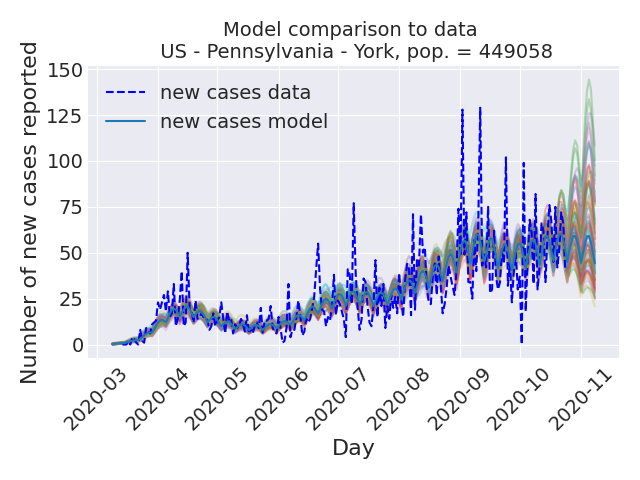 Model comparison to data
US - Pennsylvania - York, pop. = 449058
new cases data
new cases model
Number of new cases reported
150
125
100
75
50
25
0
2020-03
2020-04
2020-05
2020-06
2020-07
2020-08
2020-09
2020-10
2020-11
Day